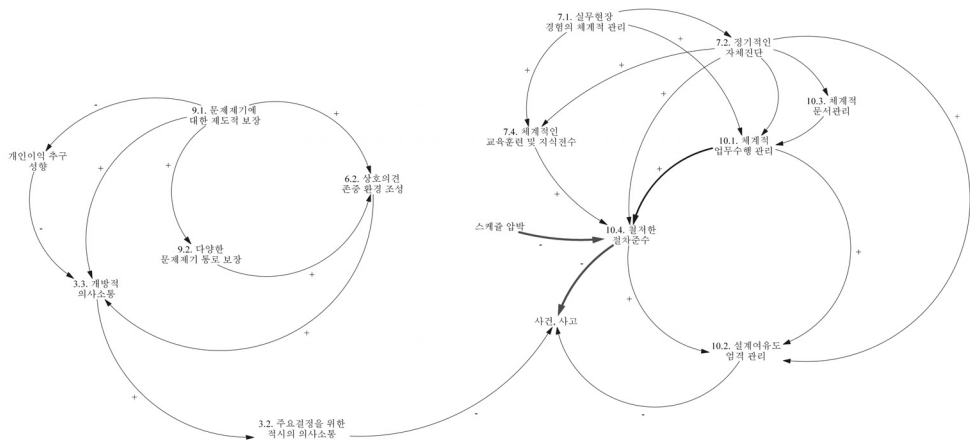 7.1. 실무현장
경험의 체계적 관리
7.2. 정기적인
자체진단
10.3. 체계적
문서관리
7.4. 체계적인
교육훈련 및 지식전수
10.1. 체계적
업무수행 관리
9.1. 문제제기에
대한 제도적 보장
개인이익 추구
성향
6.2. 상호의견
존중 환경 조성
9.2. 다양한
문제제기 통로 보장
3.3. 개방적
의사소통
스케쥴 압박
10.4. 철저한
절차준수
사건, 사고
10.2. 설계여유도
엄격 관리
3.2. 주요결정을 위한
적시의 의사소통
+
+
+
+
+
+
+
+
+
+
+
+
+
+
-
-
-
-
-
-
+
+
+
+
+
+